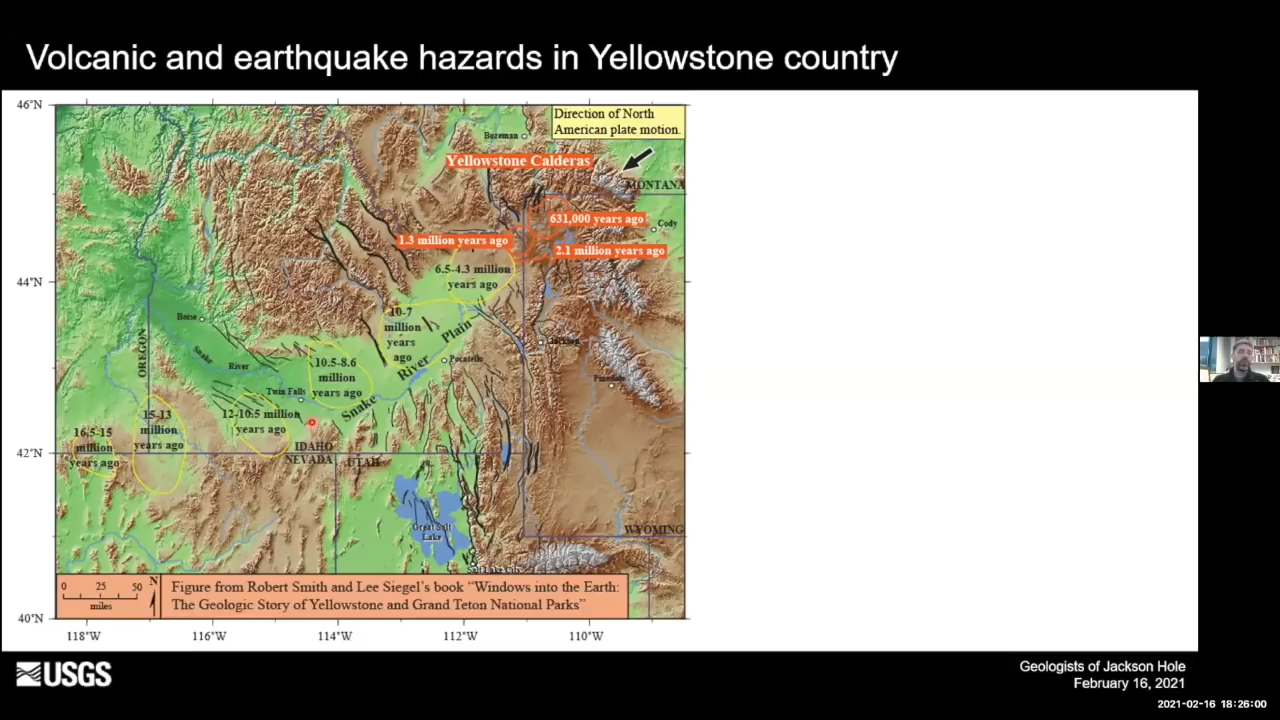 Volcanic and earthquake hazards in Yellowstone country
46°N
Direction of North
American plate motion.
Bozeman
Yellowstone Calderas
MONTANA
631,000 years ago
Cody
1.3 million years ago
2.1 million years ago
6.5-4.3 million
years ago
44°N
10-7
million
years
ago
Boise
Snake
River
Plain
Jackson
OREGON
River
Pocatello
10.5-8.6
million
years ago
Pinedale
Twin Falls
Snake
12-10.5 million
years ago
15-13
million
years ago
16.5-15
million
years ago
42°N
IDAHO
NEVADA
UTAH
Great Salt
Lake
WYOMING
Salt Lake City
0 25 50
miles
N
Figure from Robert Smith and Lee Siegel's book “Windows into the Earth:
The Geologic Story of Yellowstone and Grand Teton National Parks”
40°N
118°W 116°W 114°W 112°W 110°W
USGS
Geologists of Jackson Hole
February 16, 2021
2021-02-16 18:26:00